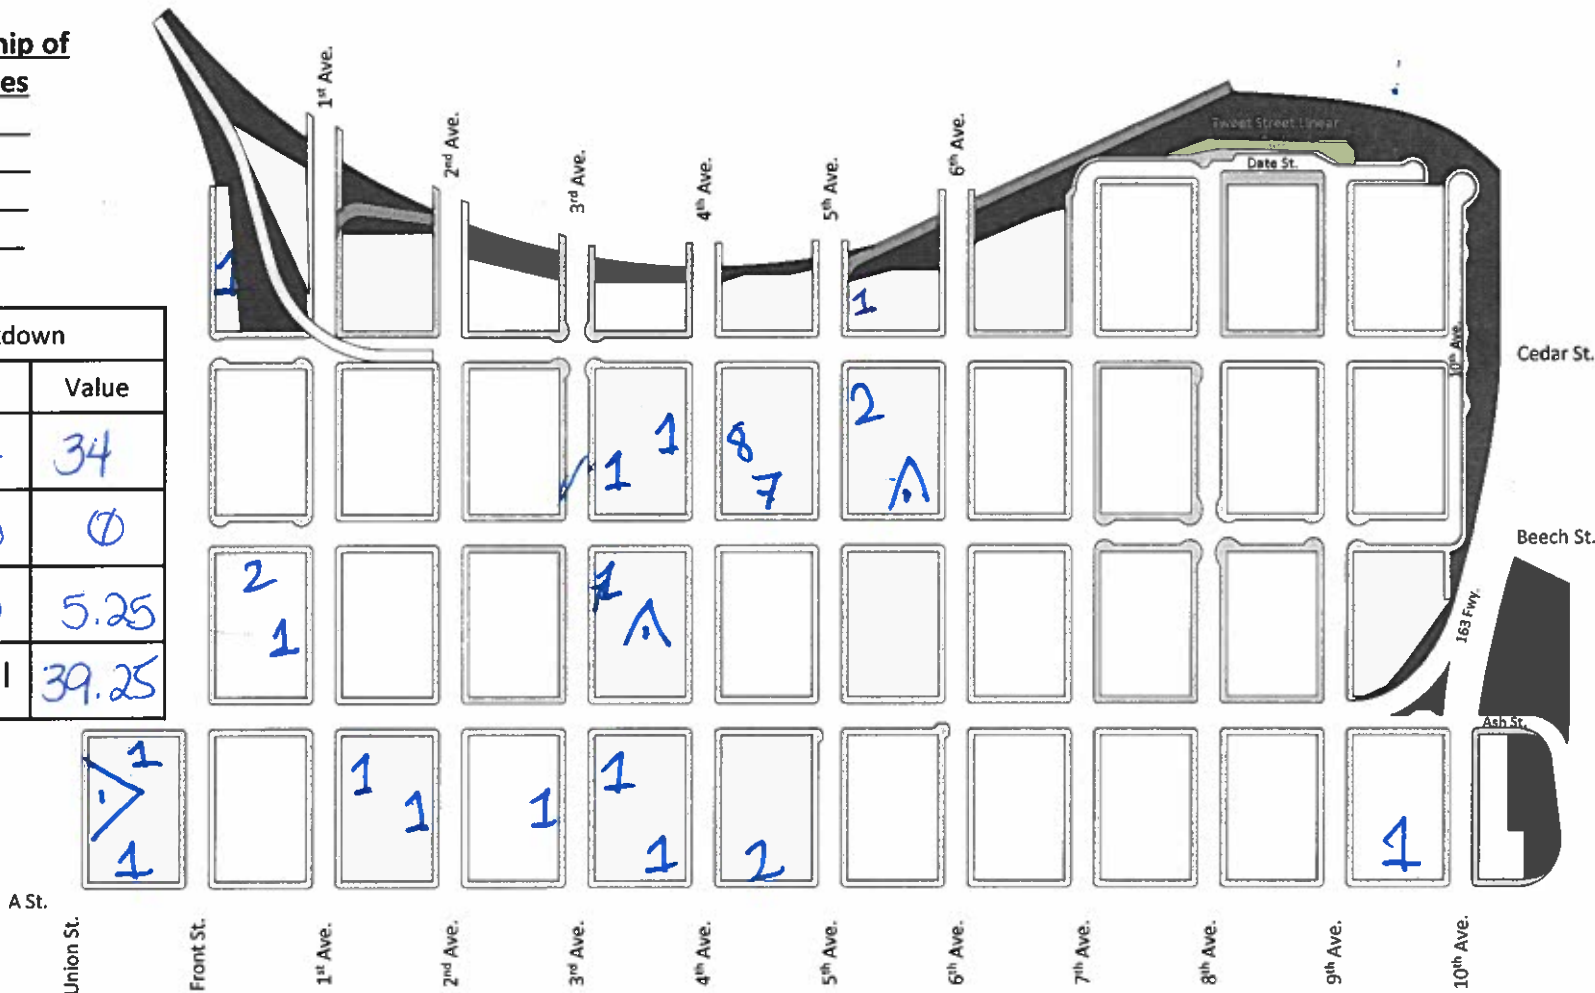 hip of
es
down
Value
34
0
5.25
l
39.25
1st Ave.
2nd Ave.
3rd Ave.
4th Ave.
5th Ave.
6th Ave.
Tweet Street Linear
Date St.
1
1
10th Ave.
Cedar St.
1
1
8
7
2
Beech St.
2
1
1
163 Fwy.
Ash St.
1
1
1
1
1
1
1
2
1
A St.
Union St.
Front St.
1st Ave.
2nd Ave.
3rd Ave.
4th Ave.
5th Ave.
6th Ave.
7th Ave.
8th Ave.
9th Ave.
10th Ave.